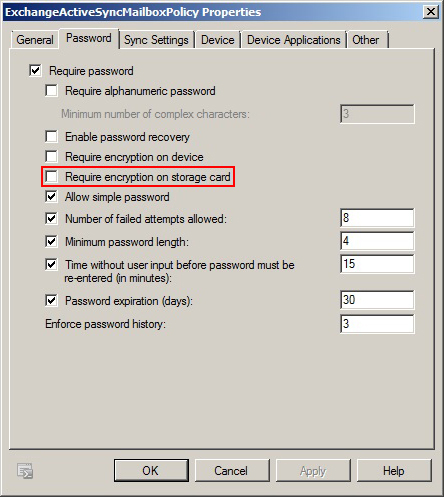 ExchangeActiveSyncMailboxPolicy Properties
General Password Sync Settings Device Device Applications Other
Require password
Require alphanumeric password
Minimum number of complex characters: 3
Enable password recovery
Require encryption on device
Require encryption on storage card
Allow simple password
Number of failed attempts allowed: 8
Minimum password length: 4
Time without user input before password must be 15
re-entered (in minutes):
Password expiration (days): 30
Enforce password history: 3
OK Cancel Apply Help